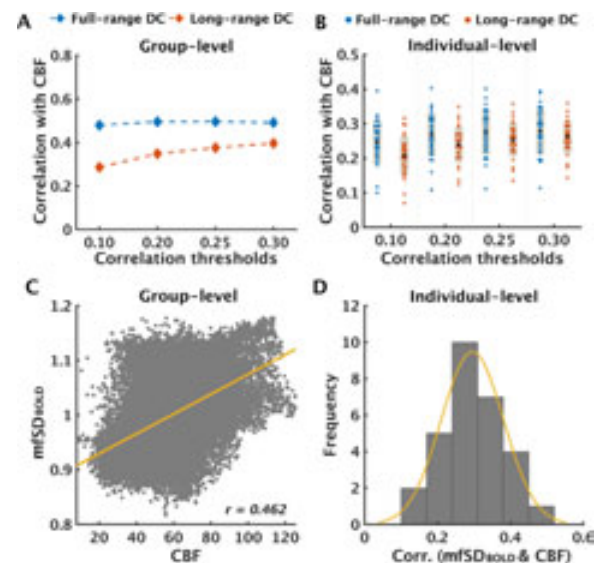 A
Full-range DC Long-range DC
Group-level
Correlation with CBF
0.8
0.6
0.4
0.2
0
0.10 0.20 0.25 0.30
Correlation thresholds
B
Full-range DC Long-range DC
Individual-level
Correlation with CBF
0.5
0.4
0.3
0.2
0.1
0
0.10 0.20 0.25 0.30
Correlation thresholds
C
Group-level
mfSDBOLD
1.2
1.1
1
0.9
0.8
r = 0.462
20 40 60 80 100 120
CBF
D
Individual-level
Frequency
12
10
8
6
4
2
0
0 0.2 0.4 0.6
Corr. (mfSDBOLD & CBF)